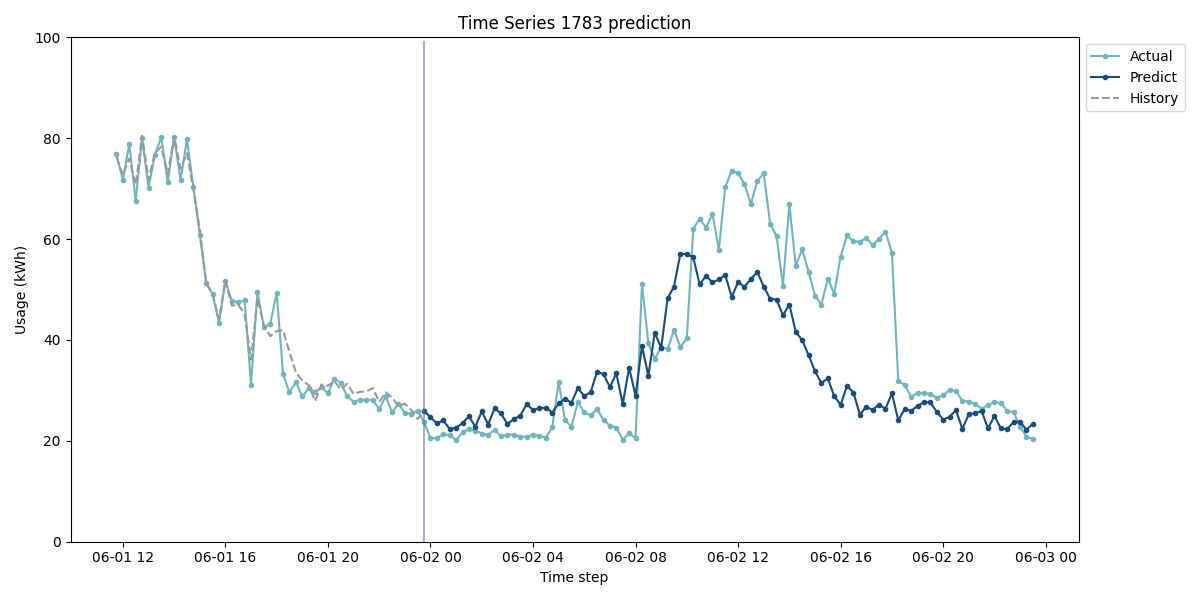 Time Series 1783 prediction
100
80
60
40
20
0
Usage (kWh)
06-01 12
06-01 16
06-01 20
06-02 00
06-02 04
06-02 08
06-02 12
06-02 16
06-02 20
06-03 00
Time step
Actual
Predict
History